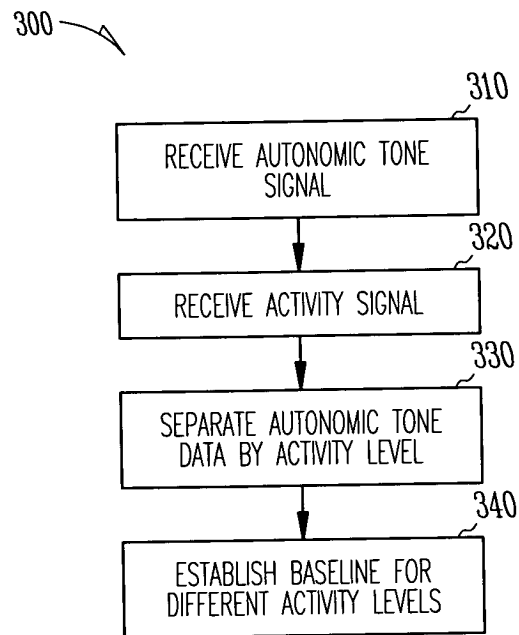 300
310
RECEIVE AUTONOMIC TONE
SIGNAL
320
RECEIVE ACTIVITY SIGNAL
330
SEPARATE AUTONOMIC TONE
DATA BY ACTIVITY LEVEL
340
ESTABLISH BASELINE FOR
DIFFERENT ACTIVITY LEVELS